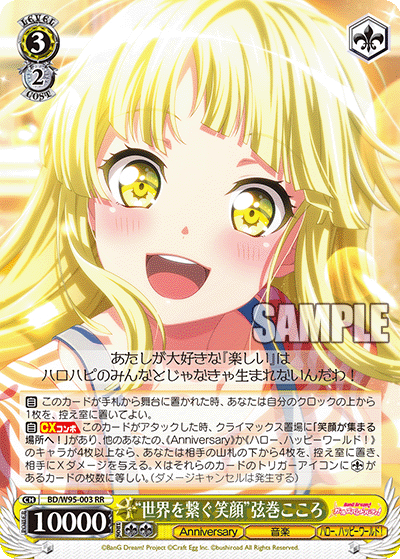 LEVEL
3
2
COST
SAMPLE
あたしが大好きな『楽しい』は
ハロハピのみんなとじゃなきゃ生まれないんだわ!
自 このカードが手札から舞台に置かれた時、あなたは自分のクロックの上から
1枚を、控え室に置いてよい。
自 CXコンボ このカードがアタックした時、クライマックス置場に「笑顔が集まる
場所へ!」があり、他のあなたの、《Anniversary》か《ハロー、ハッピーワールド!》
のキャラが4枚以上なら、あなたは相手の山札の下からX枚を、控え室に置き、
相手にXダメージを与える。Xはそれらのカードのトリガーアイコンの
の合計枚数に等しい。(ダメージキャンセルは発生する)
CH
BD/W95-003 RR
"世界を繋ぐ笑顔"弦巻こころ
BanG Dream!
10000
Anniversary
音楽
ハロー、ハッピーワールド!
©BanG Dream! Project ©Craft Egg Inc. ©bushiroad All Rights Reserved.